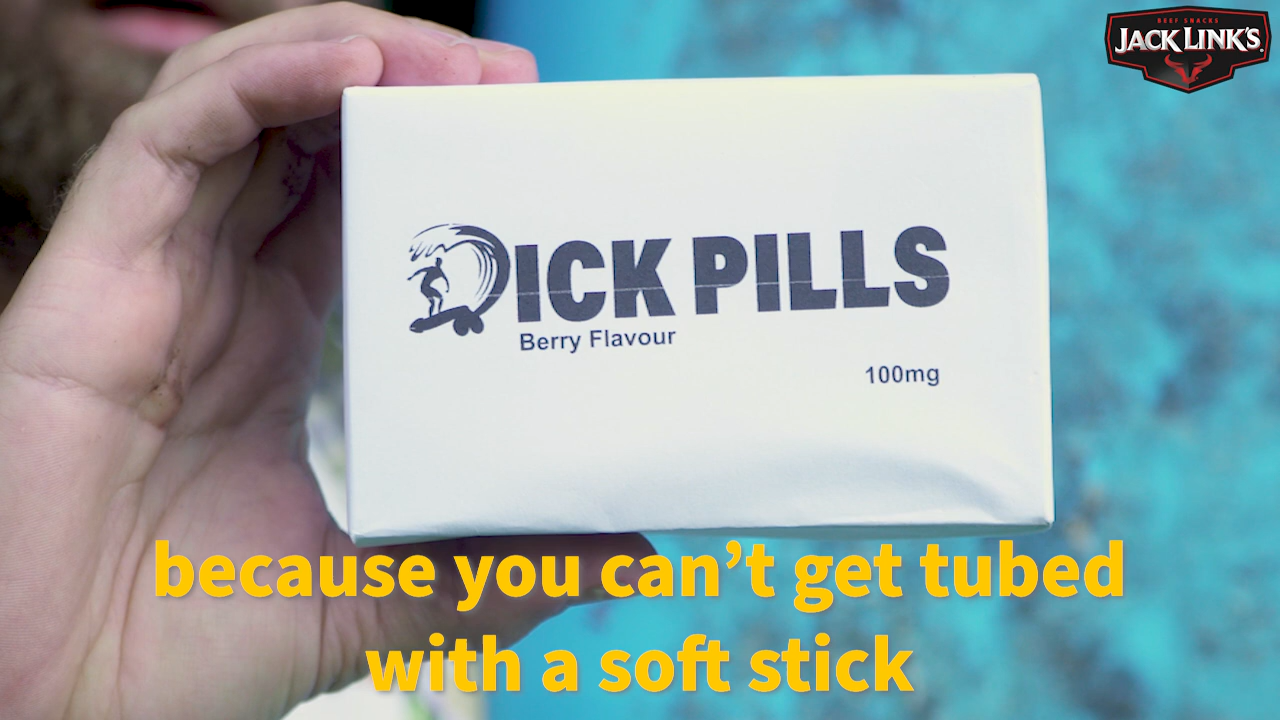 BEEF SNACKS
JACK LINK'S
DICK PILLS
Berry Flavour
100mg
because you can’t get tubed
with a soft stick